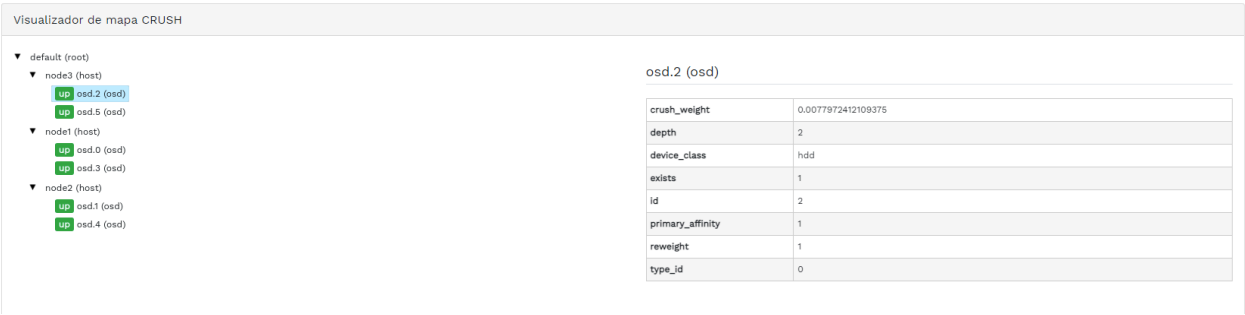 Visualizador de mapa CRUSH
default (root)
node3 (host)
up osd.2 (osd)
up osd.5 (osd)
node1 (host)
up osd.0 (osd)
up osd.3 (osd)
node2 (host)
up osd.1 (osd)
up osd.4 (osd)
osd.2 (osd)
crush_weight 0.0077972412109375
depth 2
device_class hdd
exists 1
id 2
primary_affinity 1
reweight 1
type_id 0